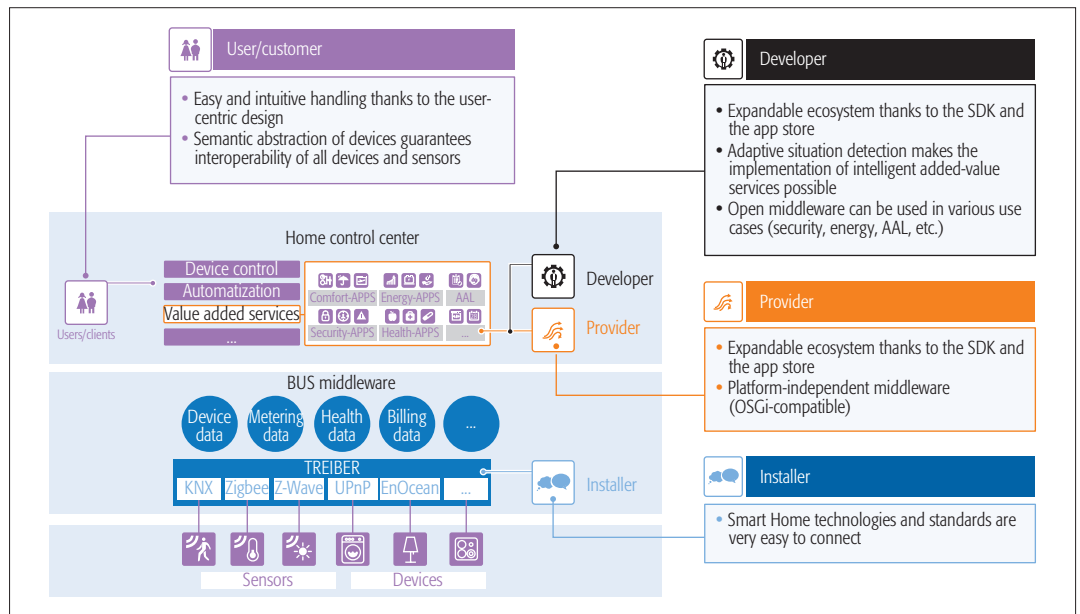 User/customer
• Easy and intuitive handling thanks to the user-
centric design
• Semantic abstraction of devices guarantees
interoperability of all devices and sensors
Developer
• Expandable ecosystem thanks to the SDK and
the app store
• Adaptive situation detection makes the
implementation of intelligent added-value
services possible
• Open middleware can be used in various use
cases (security, energy, AAL, etc.)
Home control center
Users/clients
Device control
Automatization
Value added services
...
Comfort-APPS Energy-APPS AAL
Security-APPS Health-APPS ...
Developer
Provider
Provider
• Expandable ecosystem thanks to the SDK and
the app store
• Platform-independent middleware
(OSGi-compatible)
BUS middleware
Device
data
Metering
data
Health
data
Billing
data
...
TREIBER
KNX Zigbee Z-Wave UPnP EnOcean ...
Installer
Installer
• Smart Home technologies and standards are
very easy to connect
Sensors Devices